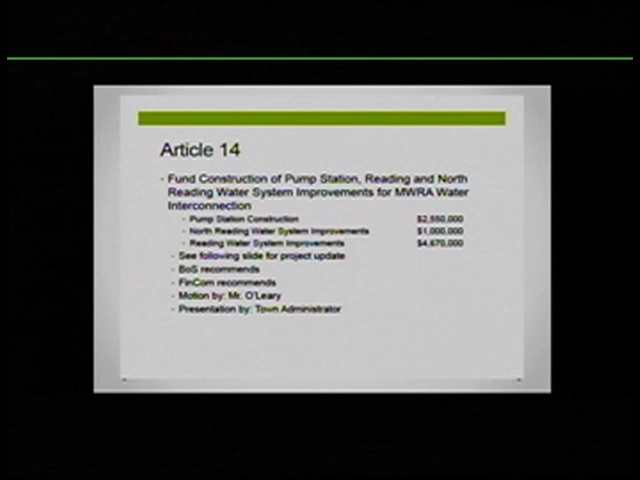 Article 14
- Fund Construction of Pump Station, Reading and North
Reading Water System Improvements for MWRA Water
Interconnection
- Pump Station Construction $2,550,000
- North Reading Water System Improvements $1,000,000
- Reading Water System Improvements $4,670,000
- See following slide for project update
- BoS recommends
- FinCom recommends
- Motion by: Mr. O'Leary
- Presentation by: Town Administrator